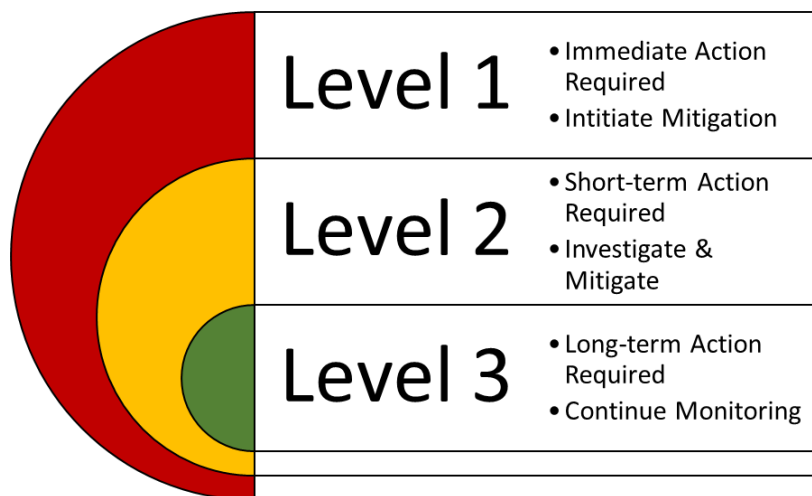 Level 1
• Immediate Action
Required
• Intitiate Mitigation
Level 2
• Short-term Action
Required
• Investigate &
Mitigate
Level 3
• Long-term Action
Required
• Continue Monitoring